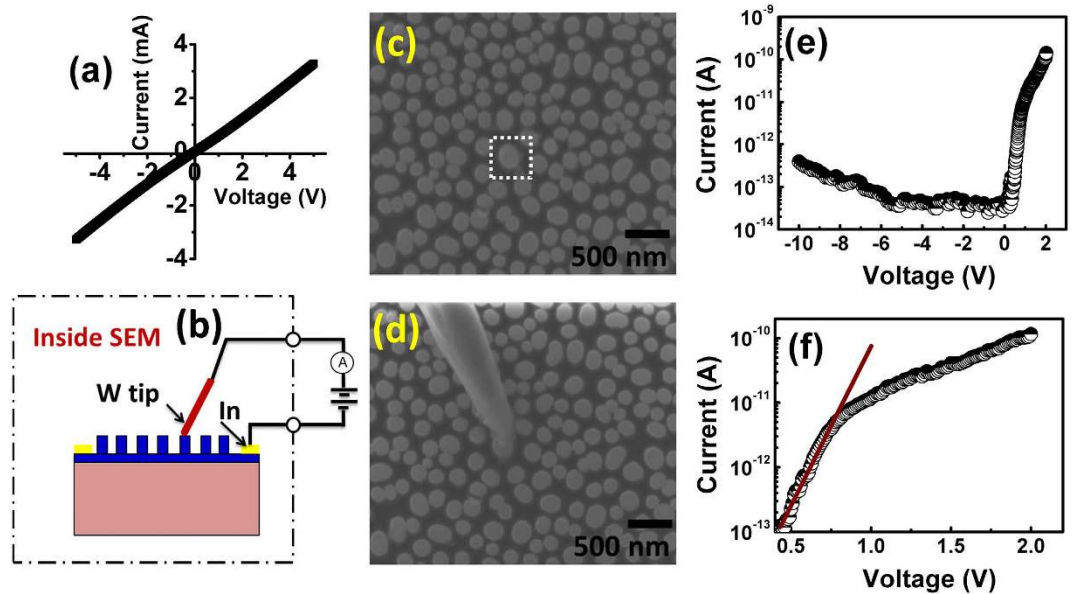 (a)
Current (mA)
4
2
0
-2
-4
-4 -2 0 2 4
Voltage (V)
(b)
Inside SEM
A
W tip
In
(c)
500 nm
(d)
500 nm
(e)
Current (A)
10⁻⁹
10⁻¹⁰
10⁻¹¹
10⁻¹²
10⁻¹³
10⁻¹⁴
-10 -8 -6 -4 -2 0 2
Voltage (V)
(f)
Current (A)
10⁻¹⁰
10⁻¹¹
10⁻¹²
10⁻¹³
0.5 1.0 1.5 2.0
Voltage (V)